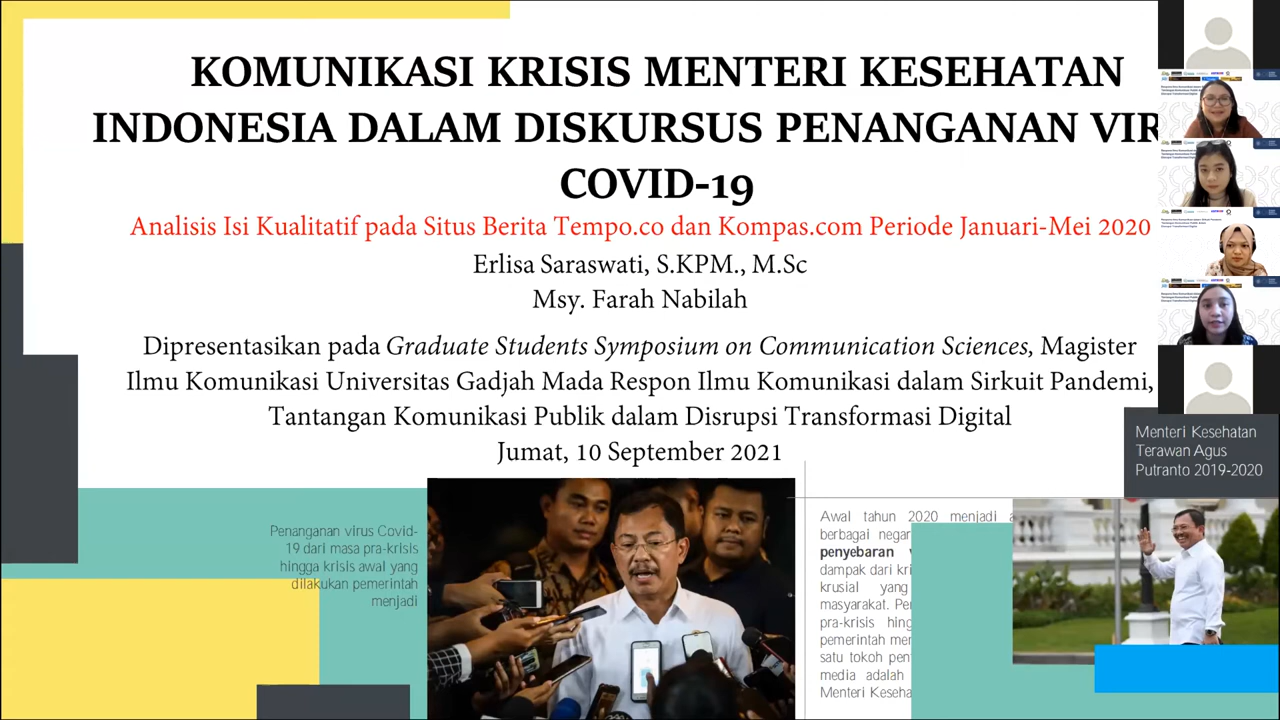 KOMUNIKASI KRISIS MENTERI KESEHATAN
INDONESIA DALAM DISKURSUS PENANGANAN VIR
COVID-19
Analisis Isi Kualitatif pada Situs Berita Tempo.co dan Kompas.com Periode Januari-Mei 2020
Erlisa Saraswati, S.KPM., M.Sc
Msy. Farah Nabilah
Dipresentasikan pada Graduate Students Symposium on Communication Sciences, Magister
Ilmu Komunikasi Universitas Gadjah Mada Respon Ilmu Komunikasi dalam Sirkuit Pandemi,
Tantangan Komunikasi Publik dalam Disrupsi Transformasi Digital
Jumat, 10 September 2021
Menteri Kesehatan
Terawan Agus
Putranto 2019-2020
Penanganan virus Covid-
19 dari masa pra-krisis
hingga krisis awal yang
dilakukan pemerintah
menjadi
Awal tahun 2020 menjadi
berbagai negar
penyebaran
dampak dari kri
krusial yang
masyarakat. Per
pra-krisis hing
pemerintah mer
satu tokoh pen
media adalah
Menteri Keseha